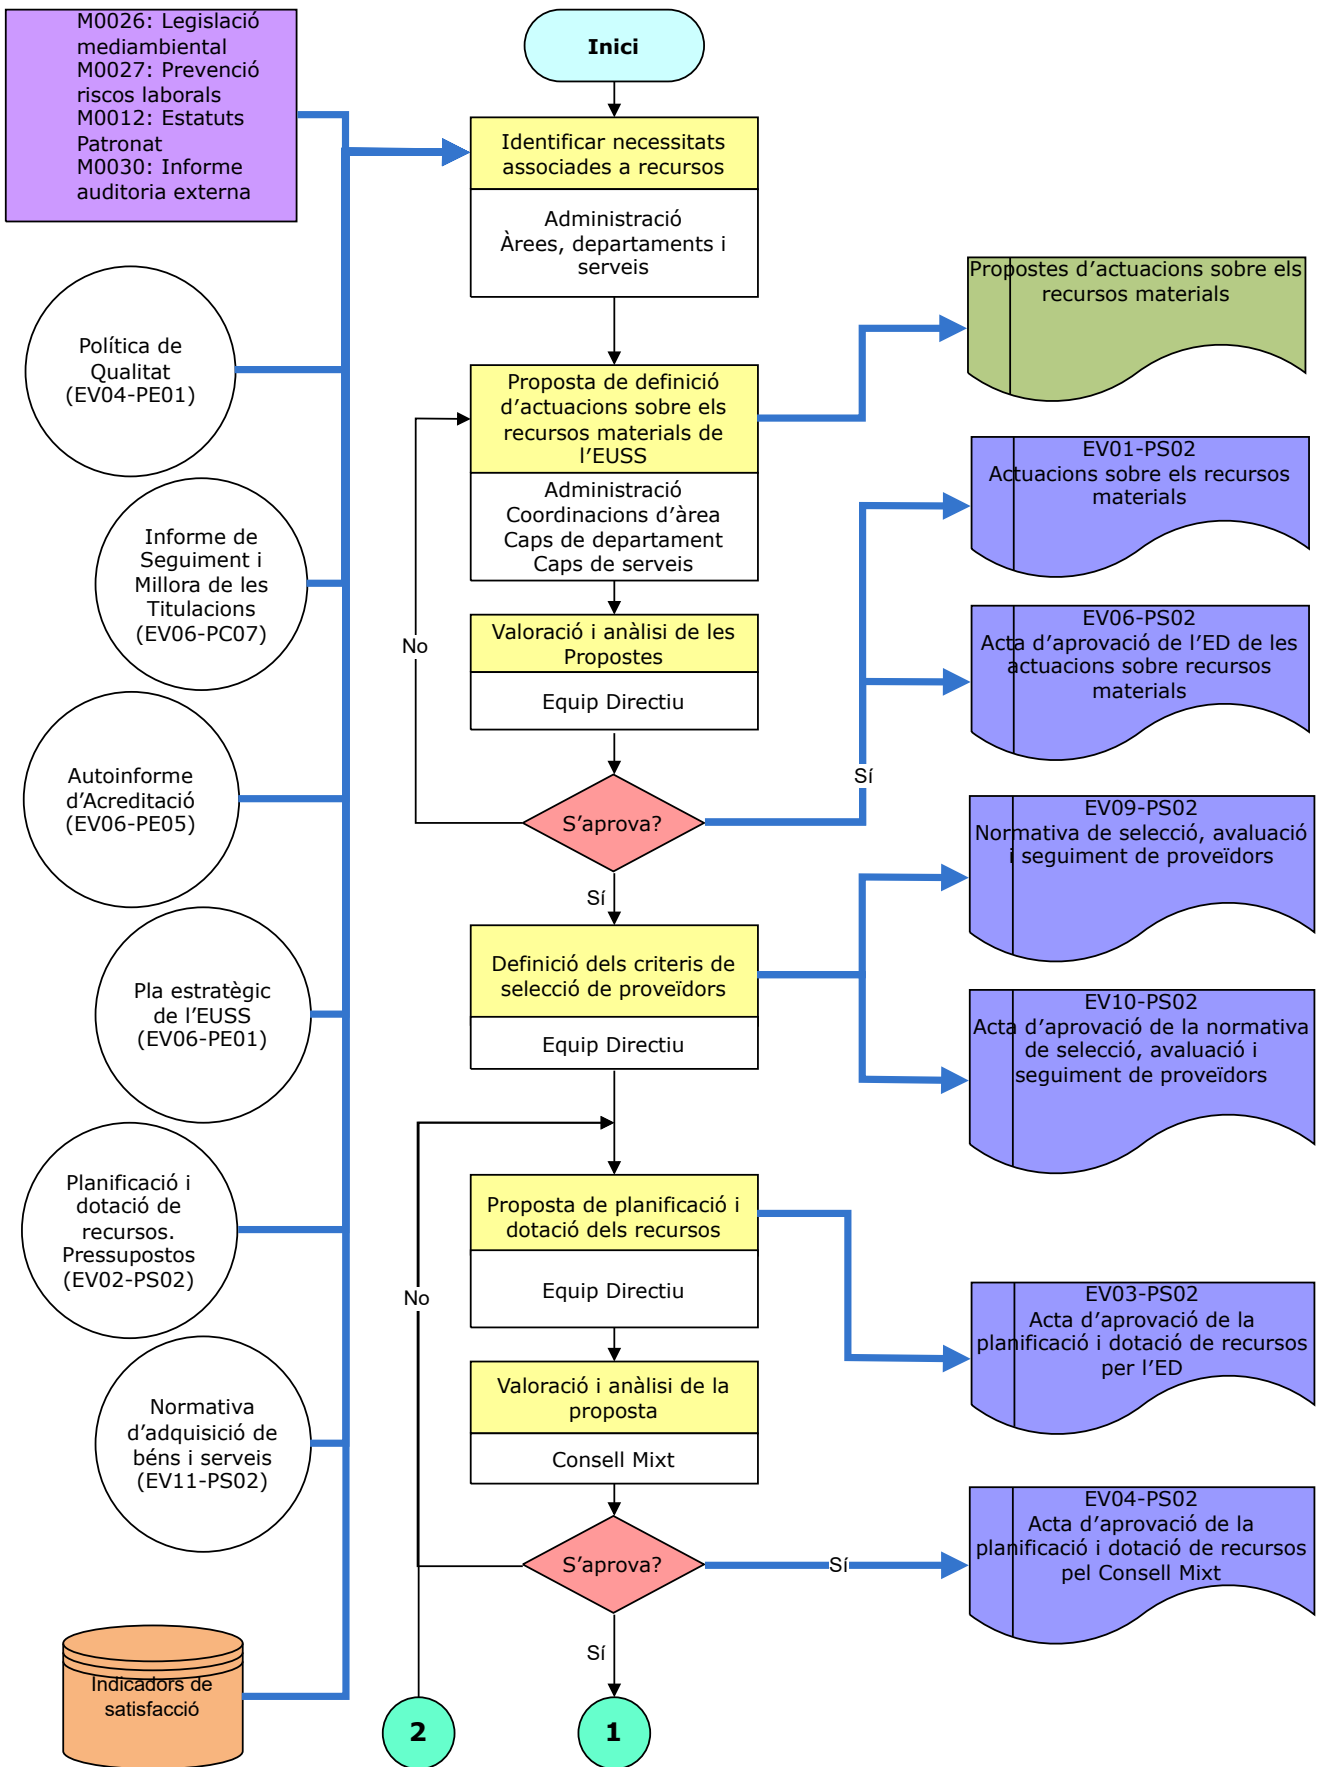 M0026: Legislació
mediambiental
M0027: Prevenció
riscos laborals
M0012: Estatuts
Patronat
M0030: Informe
auditoria externa
Inici
Identificar necessitats
associades a recursos
Administració
Àrees, departaments i
serveis
Propostes d’actuacions sobre els
recursos materials
Política de
Qualitat
(EV04-PE01)
Proposta de definició
d’actuacions sobre els
recursos materials de
l’EUSS
Administració
Coordinacions d’àrea
Caps de departament
Caps de serveis
EV01-PS02
Actuacions sobre els recursos
materials
Informe de
Seguiment i
Millora de les
Titulacions
(EV06-PC07)
No
Valoració i anàlisi de les
Propostes
Equip Directiu
EV06-PS02
Acta d’aprovació de l’ED de les
actuacions sobre recursos
materials
Autoinforme
d’Acreditació
(EV06-PE05)
S’aprova?
Sí
Sí
EV09-PS02
Normativa de selecció, avaluació
i seguiment de proveïdors
Pla estratègic
de l’EUSS
(EV06-PE01)
Definició dels criteris de
selecció de proveïdors
Equip Directiu
EV10-PS02
Acta d’aprovació de la normativa
de selecció, avaluació i
seguiment de proveïdors
Planificació i
dotació de
recursos.
Pressupostos
(EV02-PS02)
Proposta de planificació i
dotació dels recursos
Equip Directiu
No
EV03-PS02
Acta d’aprovació de la
planificació i dotació de recursos
per l’ED
Normativa
d’adquisició de
béns i serveis
(EV11-PS02)
Valoració i anàlisi de la
proposta
Consell Mixt
S’aprova?
Sí
EV04-PS02
Acta d’aprovació de la
planificació i dotació de recursos
pel Consell Mixt
Sí
Indicadors de
satisfacció
2
1